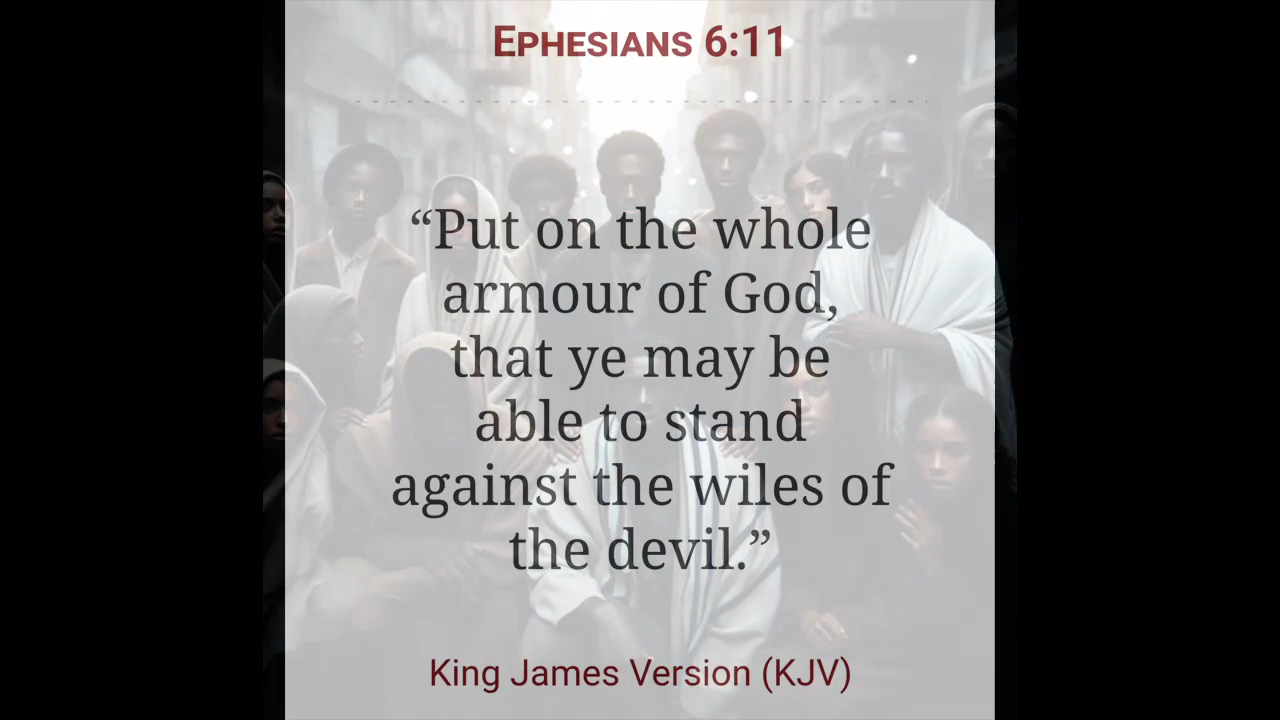 Ephesians 6:11
“Put on the whole
armour of God,
that ye may be
able to stand
against the wiles of
the devil.”
King James Version (KJV)